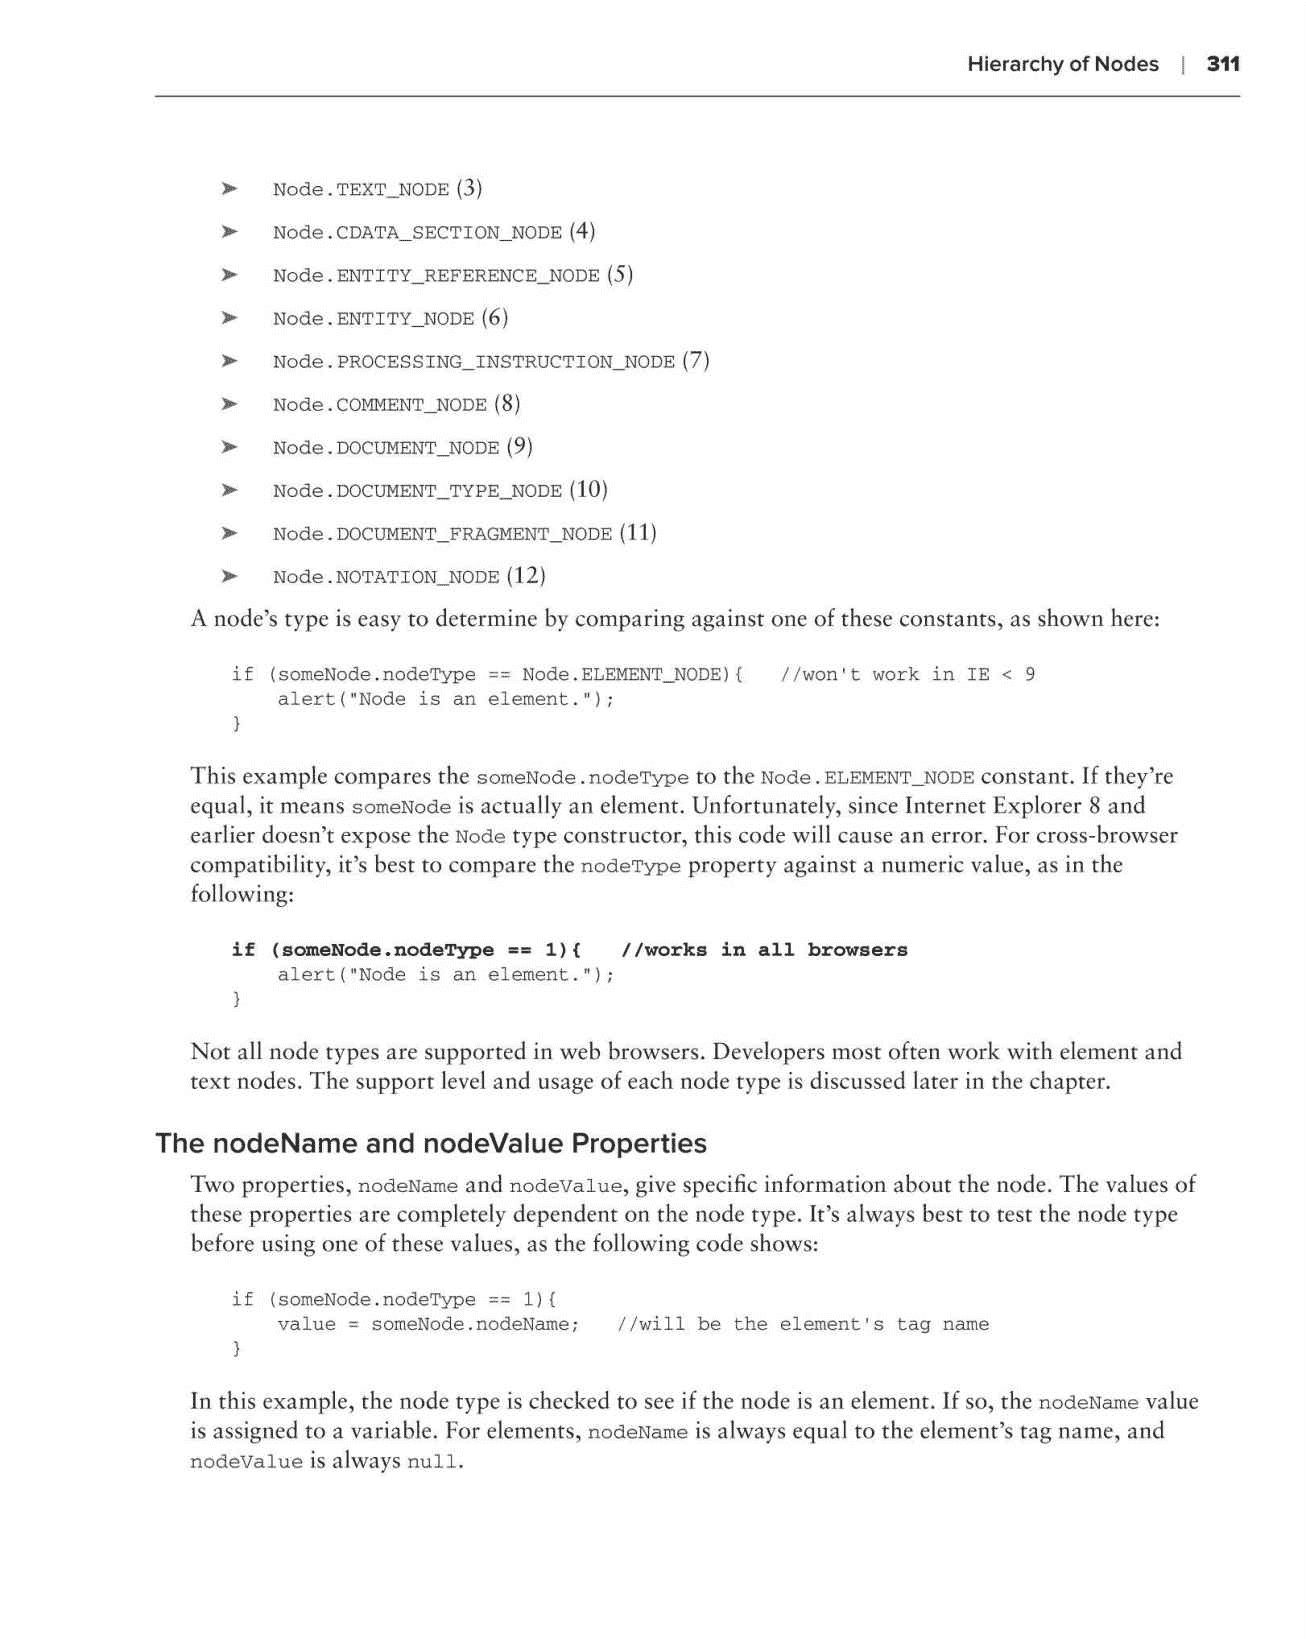 Hierarchy of Nodes | 311
➤ Node.TEXT_NODE (3)
➤ Node.CDATA_SECTION_NODE (4)
➤ Node.ENTITY_REFERENCE_NODE (5)
➤ Node.ENTITY_NODE (6)
➤ Node.PROCESSING_INSTRUCTION_NODE (7)
➤ Node.COMMENT_NODE (8)
➤ Node.DOCUMENT_NODE (9)
➤ Node.DOCUMENT_TYPE_NODE (10)
➤ Node.DOCUMENT_FRAGMENT_NODE (11)
➤ Node.NOTATION_NODE (12)
A node’s type is easy to determine by comparing against one of these constants, as shown here:
if (someNode.nodeType == Node.ELEMENT_NODE){   //won't work in IE < 9
    alert("Node is an element.");
}
This example compares the someNode.nodeType to the Node.ELEMENT_NODE constant. If they’re
equal, it means someNode is actually an element. Unfortunately, since Internet Explorer 8 and
earlier doesn’t expose the Node type constructor, this code will cause an error. For cross-browser
compatibility, it’s best to compare the nodeType property against a numeric value, as in the
following:
if (someNode.nodeType == 1){   //works in all browsers
    alert("Node is an element.");
}
Not all node types are supported in web browsers. Developers most often work with element and
text nodes. The support level and usage of each node type is discussed later in the chapter.
The nodeName and nodeValue Properties
Two properties, nodeName and nodeValue, give specific information about the node. The values of
these properties are completely dependent on the node type. It’s always best to test the node type
before using one of these values, as the following code shows:
if (someNode.nodeType == 1){
    value = someNode.nodeName;   //will be the element's tag name
}
In this example, the node type is checked to see if the node is an element. If so, the nodeName value
is assigned to a variable. For elements, nodeName is always equal to the element’s tag name, and
nodeValue is always null.